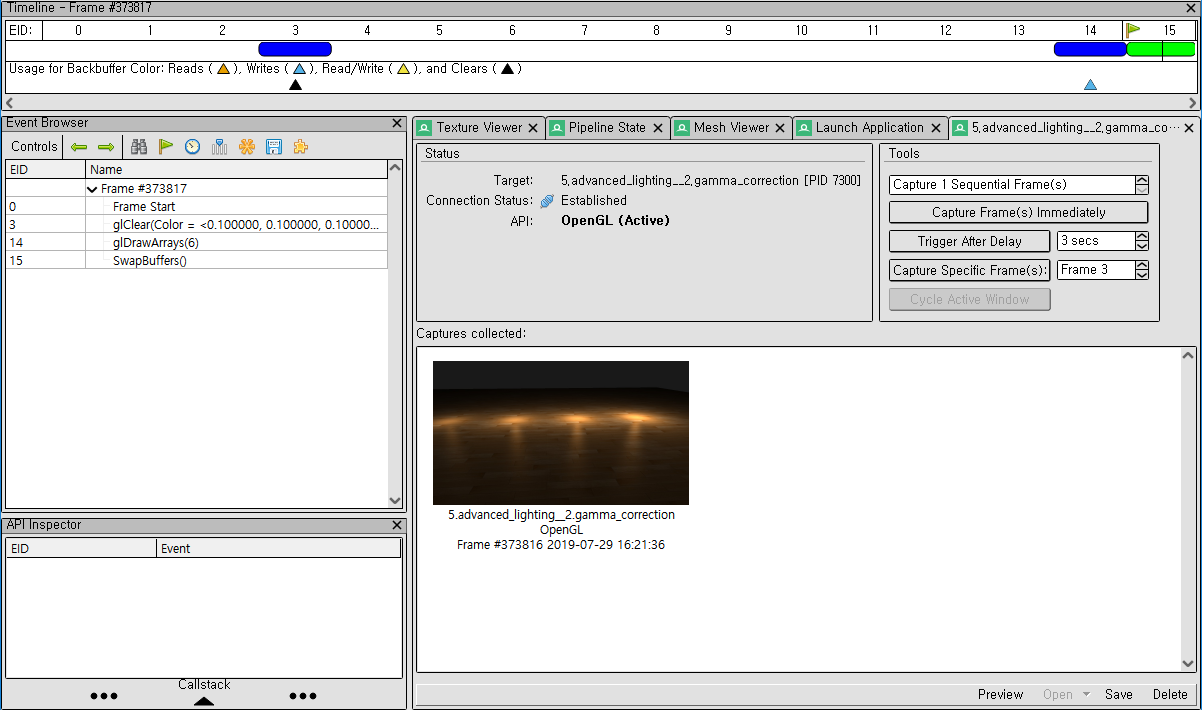 Timeline - Frame #373817
EID: 0 1 2 3 4 5 6 7 8 9 10 11 12 13 14 15
Usage for Backbuffer Color: Reads ( ), Writes ( ), Read/Write ( ), and Clears ( )
Event Browser
Controls
EID Name
Frame #373817
0 Frame Start
3 glClear(Color = <0.100000, 0.100000, 0.10000...
14 glDrawArrays(6)
15 SwapBuffers()
API Inspector
EID Event
Callstack
Texture Viewer
Pipeline State
Mesh Viewer
Launch Application
5,advanced_lighting__2,gamma_co...
Status
Target: 5,advanced_lighting__2,gamma_correction [PID 7300]
Connection Status: Established
API: OpenGL (Active)
Tools
Capture 1 Sequential Frame(s)
Capture Frame(s) Immediately
Trigger After Delay 3 secs
Capture Specific Frame(s): Frame 3
Cycle Active Window
Captures collected:
5.advanced_lighting__2.gamma_correction
OpenGL
Frame #373816 2019-07-29 16:21:36
Preview Open Save Delete